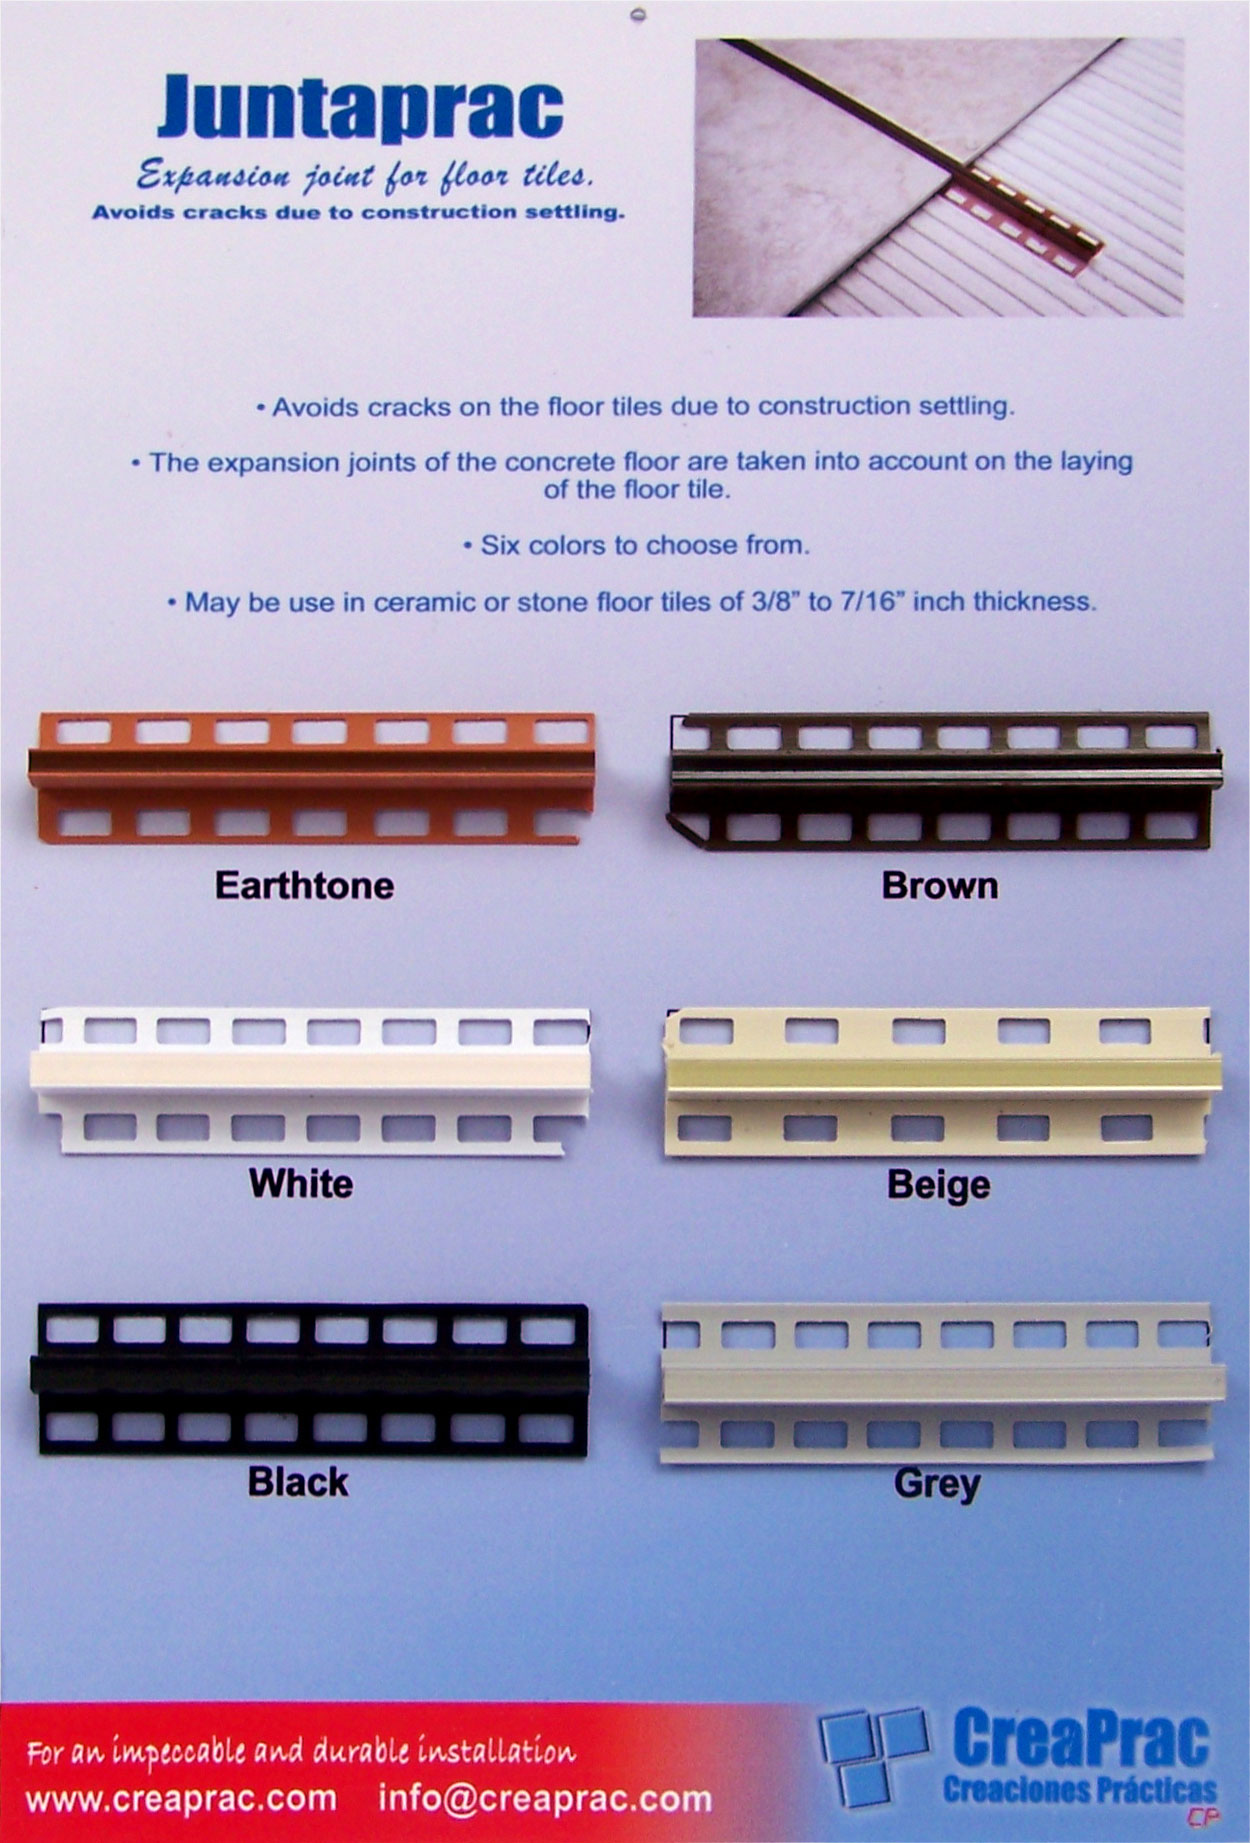 Juntaprac
Expansion joint for floor tiles.
Avoids cracks due to construction settling.
• Avoids cracks on the floor tiles due to construction settling.
• The expansion joints of the concrete floor are taken into account on the laying
of the floor tile.
• Six colors to choose from.
• May be use in ceramic or stone floor tiles of 3/8” to 7/16” inch thickness.
Earthtone
Brown
White
Beige
Black
Grey
For an impeccable and durable installation
www.creaprac.com info@creaprac.com
CreaPrac
Creaciones Prácticas
CP